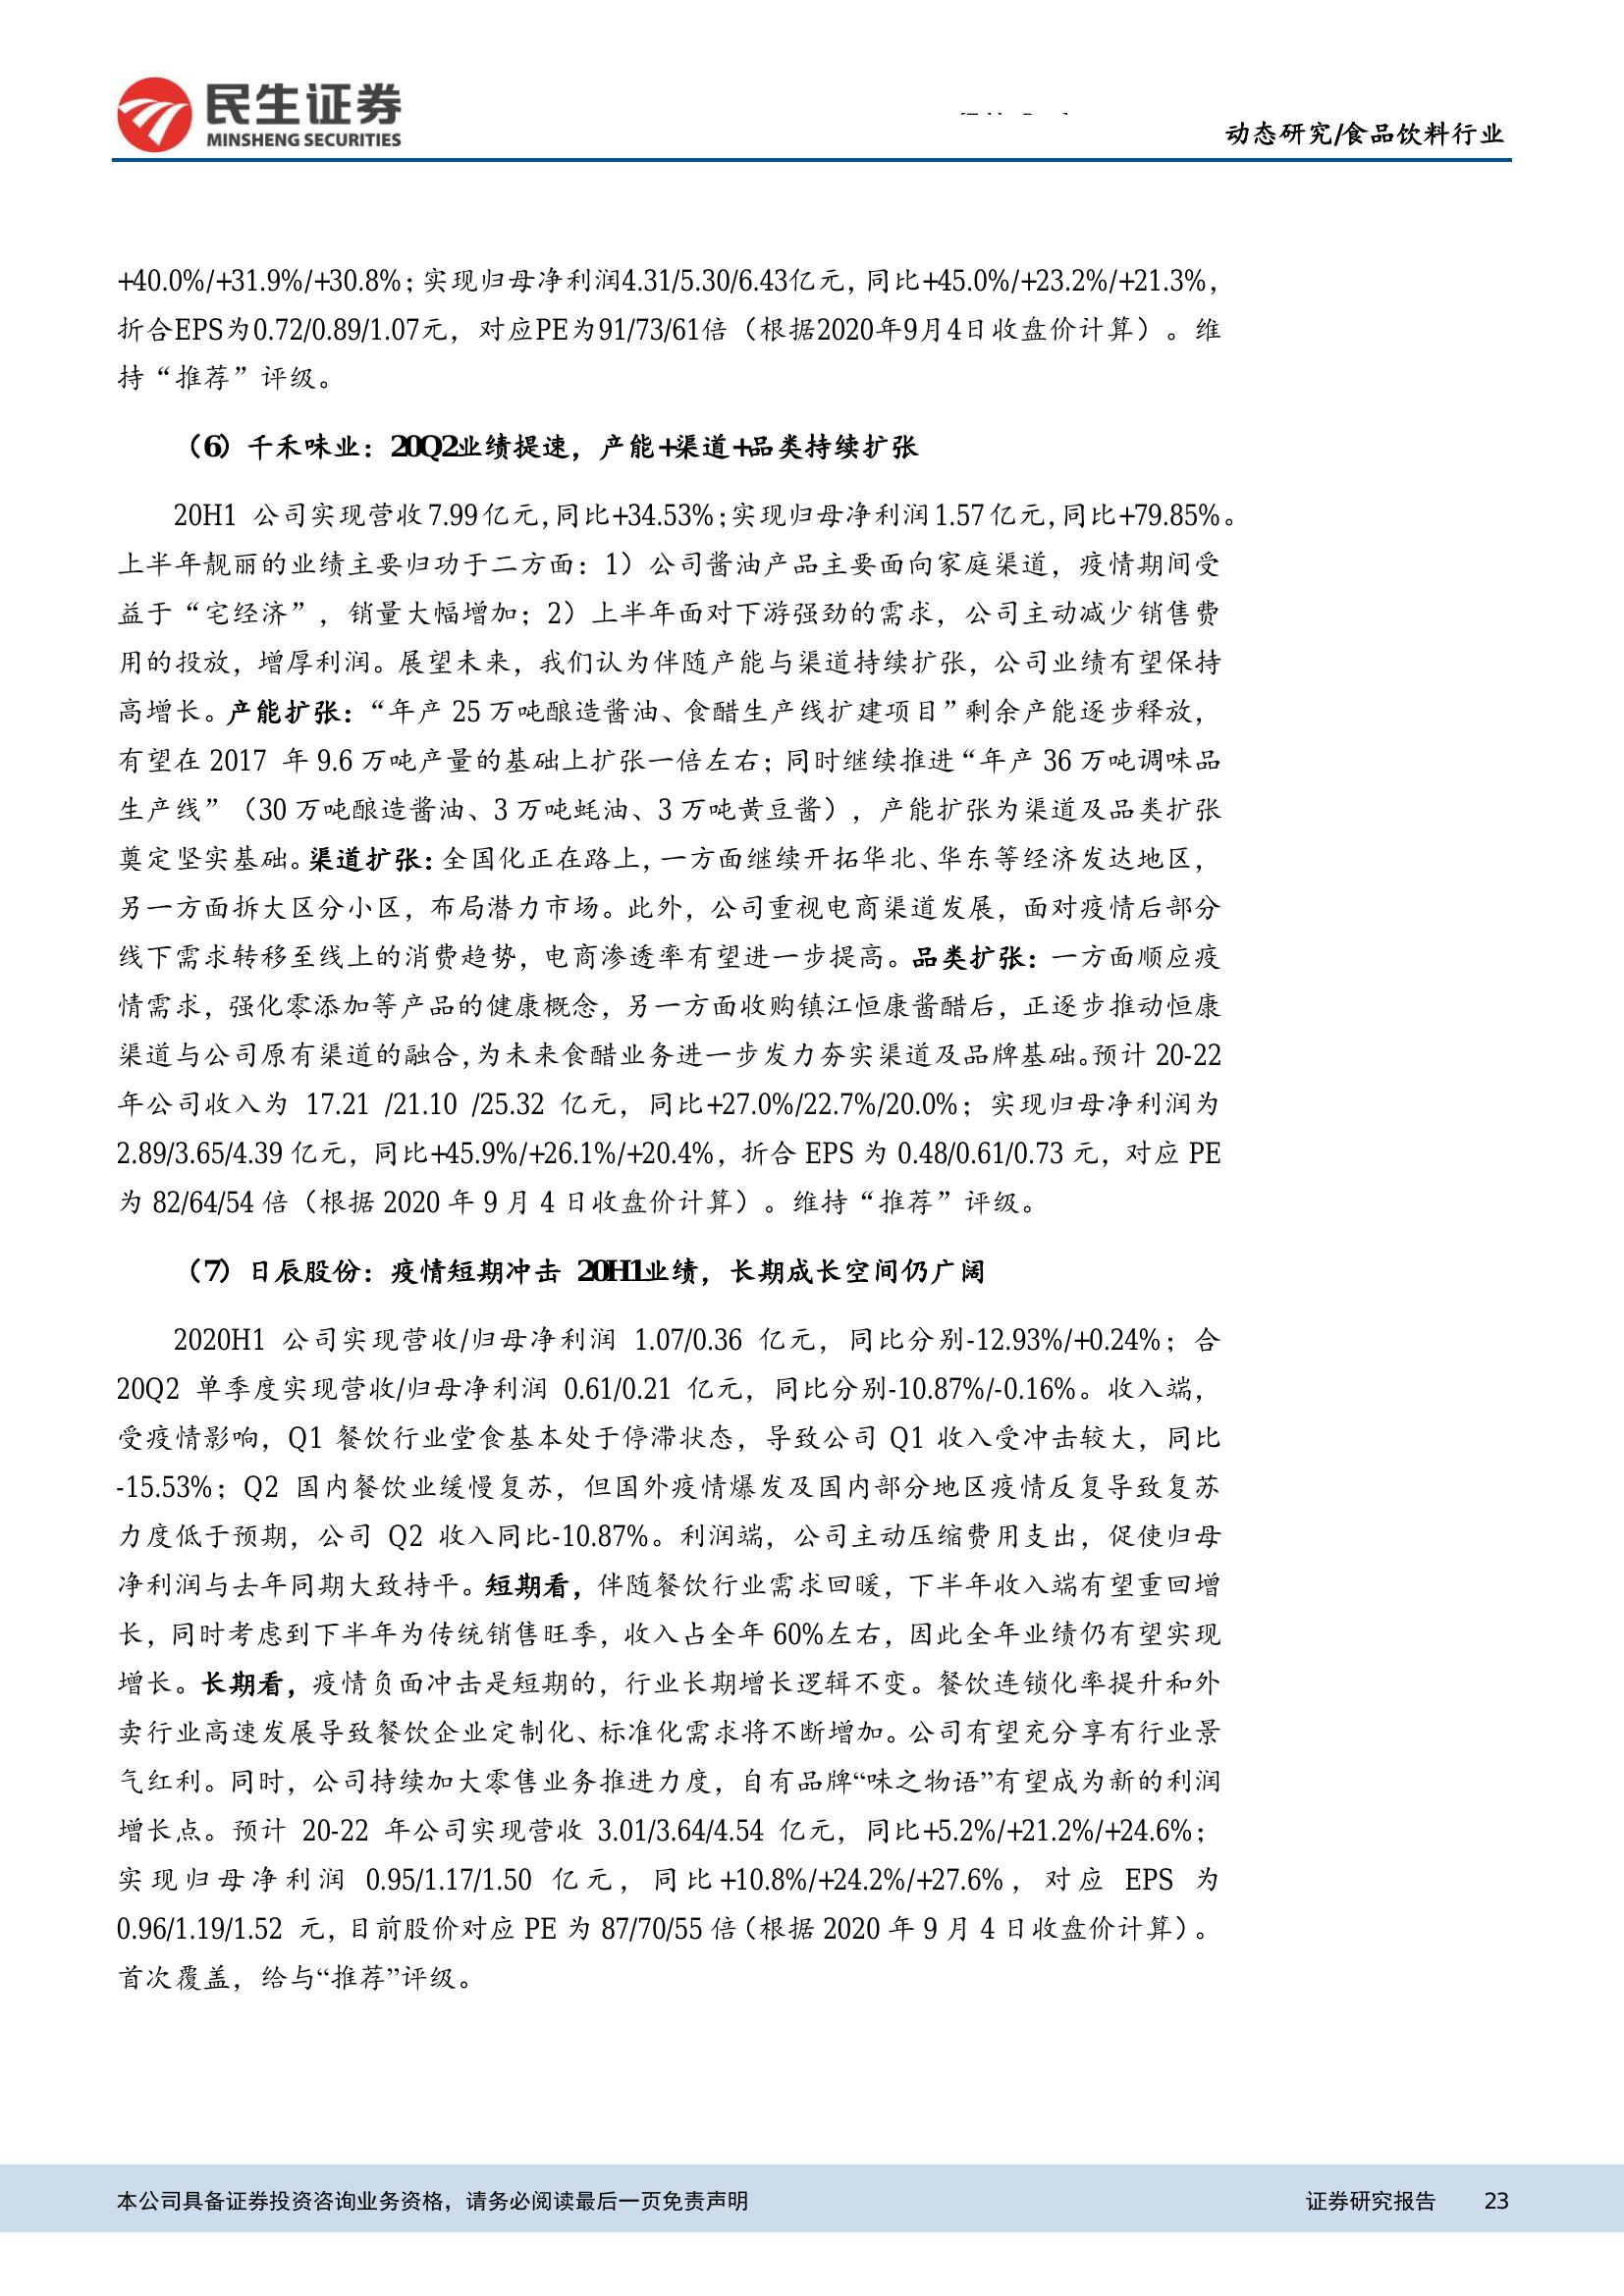 民生证券
MINSHENG SECURITIES
动态研究/食品饮料行业
+40.0%/+31.9%/+30.8%；实现归母净利润4.31/5.30/6.43亿元，同比+45.0%/+23.2%/+21.3%，
折合EPS为0.72/0.89/1.07元，对应PE为91/73/61倍（根据2020年9月4日收盘价计算）。维
持“推荐”评级。
（6）千禾味业：20Q2业绩提速，产能+渠道+品类持续扩张
20H1 公司实现营收7.99亿元，同比+34.53%；实现归母净利润1.57亿元，同比+79.85%。
上半年靓丽的业绩主要归功于二方面：1）公司酱油产品主要面向家庭渠道，疫情期间受
益于“宅经济”，销量大幅增加；2）上半年面对下游强劲的需求，公司主动减少销售费
用的投放，增厚利润。展望未来，我们认为伴随产能与渠道持续扩张，公司业绩有望保持
高增长。产能扩张：“年产 25 万吨酿造酱油、食醋生产线扩建项目”剩余产能逐步释放，
有望在 2017 年 9.6 万吨产量的基础上扩张一倍左右；同时继续推进“年产 36 万吨调味品
生产线”（30 万吨酿造酱油、3 万吨蚝油、3 万吨黄豆酱），产能扩张为渠道及品类扩张
奠定坚实基础。渠道扩张：全国化正在路上，一方面继续开拓华北、华东等经济发达地区，
另一方面拆大区分小区，布局潜力市场。此外，公司重视电商渠道发展，面对疫情后部分
线下需求转移至线上的消费趋势，电商渗透率有望进一步提高。品类扩张：一方面顺应疫
情需求，强化零添加等产品的健康概念，另一方面收购镇江恒康酱醋后，正逐步推动恒康
渠道与公司原有渠道的融合，为未来食醋业务进一步发力夯实渠道及品牌基础。预计 20-22
年公司收入为 17.21 /21.10 /25.32 亿元，同比+27.0%/22.7%/20.0%；实现归母净利润为
2.89/3.65/4.39 亿元，同比+45.9%/+26.1%/+20.4%，折合 EPS 为 0.48/0.61/0.73 元，对应 PE
为 82/64/54 倍（根据 2020 年 9 月 4 日收盘价计算）。维持“推荐”评级。
（7）日辰股份：疫情短期冲击 20H1业绩，长期成长空间仍广阔
2020H1 公司实现营收/归母净利润 1.07/0.36 亿元，同比分别-12.93%/+0.24%；合
20Q2 单季度实现营收/归母净利润 0.61/0.21 亿元，同比分别-10.87%/-0.16%。收入端，
受疫情影响，Q1 餐饮行业堂食基本处于停滞状态，导致公司 Q1 收入受冲击较大，同比
-15.53%；Q2 国内餐饮业缓慢复苏，但国外疫情爆发及国内部分地区疫情反复导致复苏
力度低于预期，公司 Q2 收入同比-10.87%。利润端，公司主动压缩费用支出，促使归母
净利润与去年同期大致持平。短期看，伴随餐饮行业需求回暖，下半年收入端有望重回增
长，同时考虑到下半年为传统销售旺季，收入占全年 60%左右，因此全年业绩仍有望实现
增长。长期看，疫情负面冲击是短期的，行业长期增长逻辑不变。餐饮连锁化率提升和外
卖行业高速发展导致餐饮企业定制化、标准化需求将不断增加。公司有望充分享有行业景
气红利。同时，公司持续加大零售业务推进力度，自有品牌“味之物语”有望成为新的利润
增长点。预计 20-22 年公司实现营收 3.01/3.64/4.54 亿元，同比+5.2%/+21.2%/+24.6%；
实现归母净利润 0.95/1.17/1.50 亿元，同比+10.8%/+24.2%/+27.6%，对应 EPS 为
0.96/1.19/1.52 元，目前股价对应 PE 为 87/70/55 倍（根据 2020 年 9 月 4 日收盘价计算）。
首次覆盖，给与“推荐”评级。
本公司具备证券投资咨询业务资格，请务必阅读最后一页免责声明
证券研究报告 23